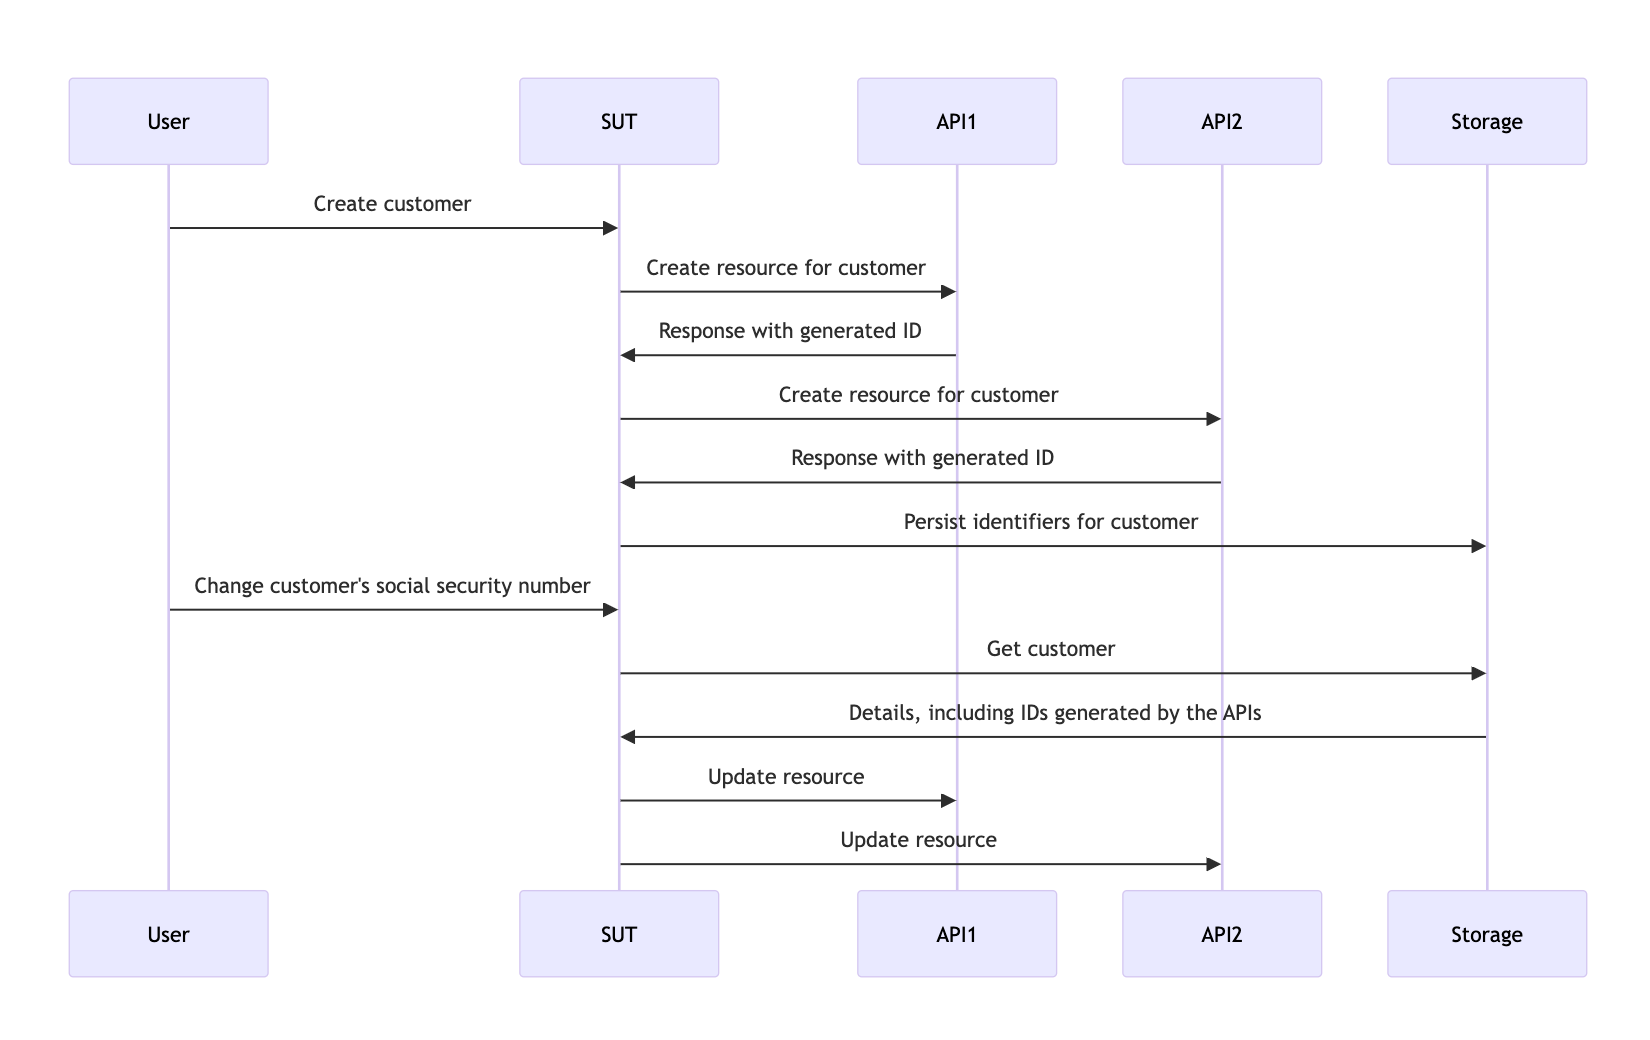 User
SUT
API1
API2
Storage
Create customer
Create resource for customer
Response with generated ID
Create resource for customer
Response with generated ID
Persist identifiers for customer
Change customer's social security number
Get customer
Details, including IDs generated by the APIs
Update resource
Update resource
User
SUT
API1
API2
Storage